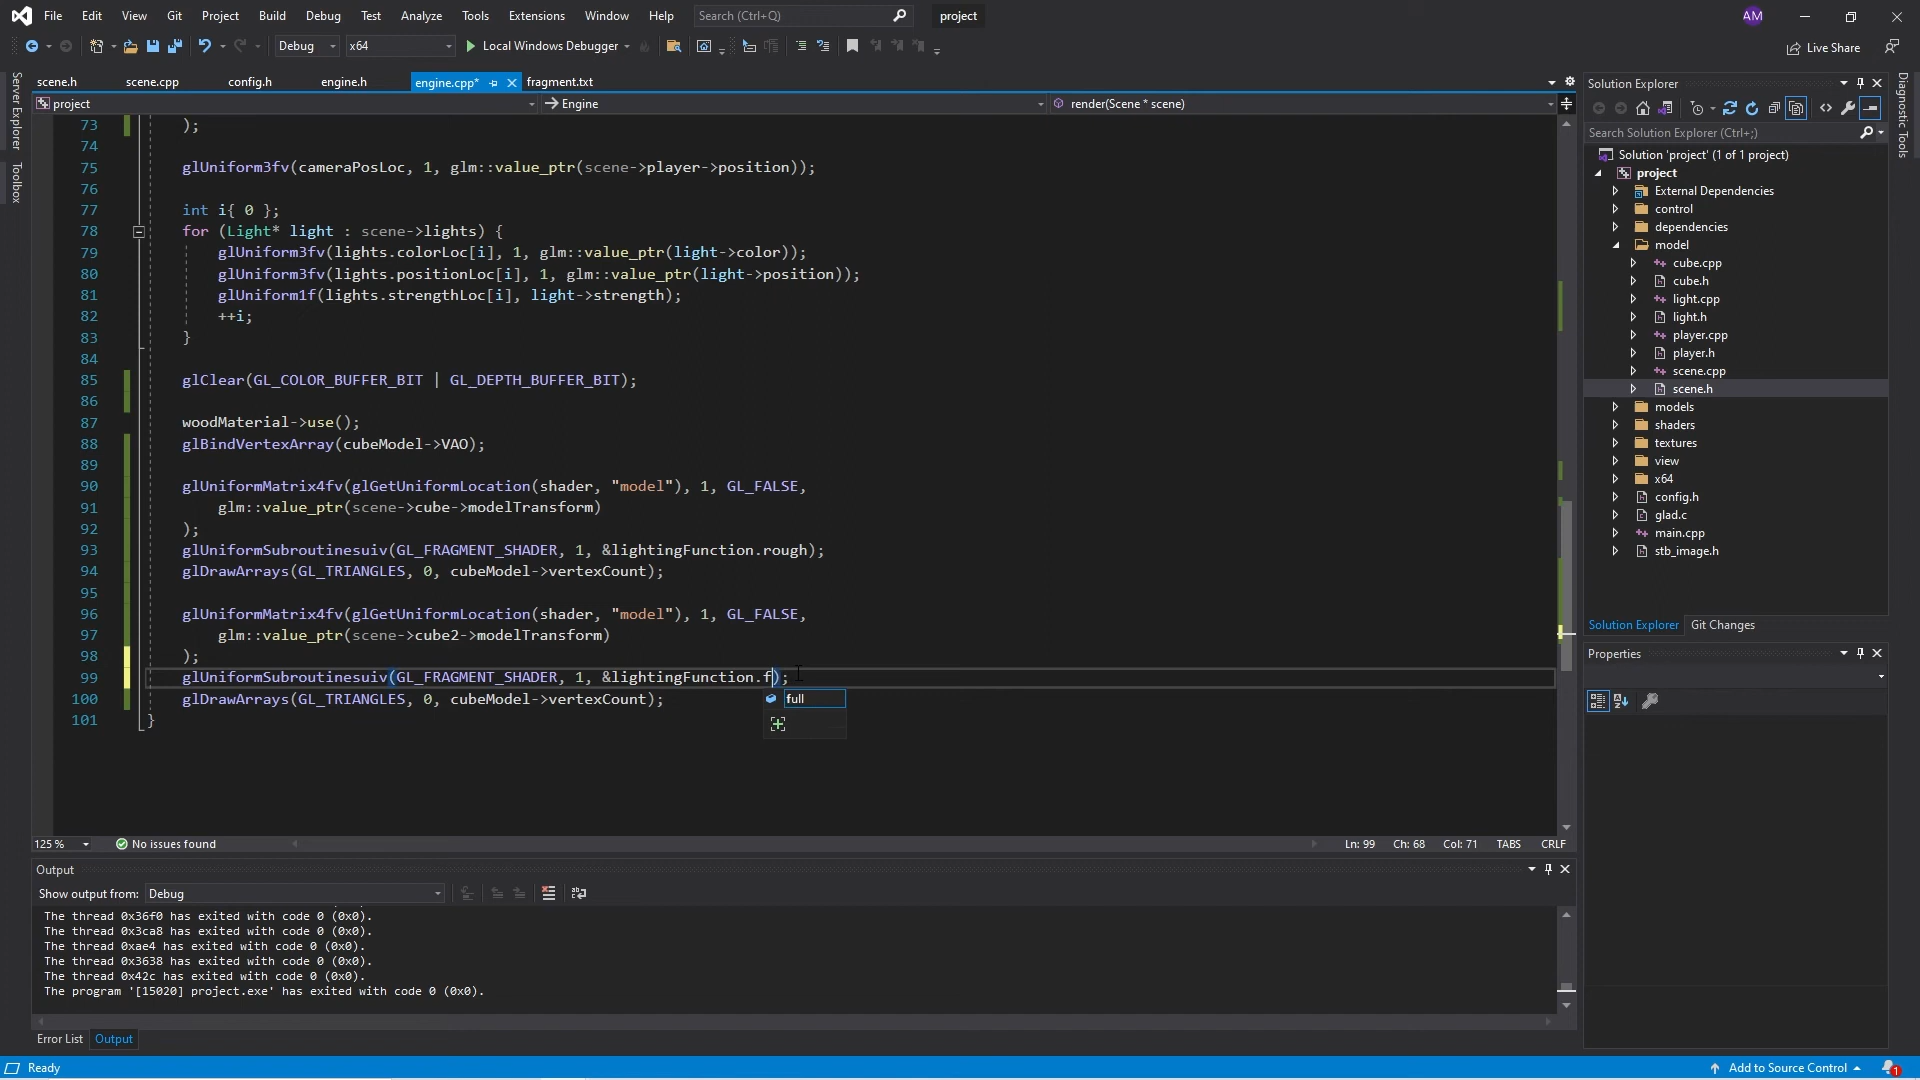 File Edit View Git Project Build Debug Test Analyze Tools Extensions Window Help Search (Ctrl+Q) project AM
Debug x64 Local Windows Debugger Live Share
scene.h scene.cpp config.h engine.h engine.cpp* fragment.txt
project Engine render(Scene * scene)
Server Explorer
Toolbox
73 );
74
75 glUniform3fv(cameraPosLoc, 1, glm::value_ptr(scene->player->position));
76
77 int i{ 0 };
78 for (Light* light : scene->lights) {
79 glUniform3fv(lights.colorLoc[i], 1, glm::value_ptr(light->color));
80 glUniform3fv(lights.positionLoc[i], 1, glm::value_ptr(light->position));
81 glUniform1f(lights.strengthLoc[i], light->strength);
82 ++i;
83 }
84
85 glClear(GL_COLOR_BUFFER_BIT | GL_DEPTH_BUFFER_BIT);
86
87 woodMaterial->use();
88 glBindVertexArray(cubeModel->VAO);
89
90 glUniformMatrix4fv(glGetUniformLocation(shader, "model"), 1, GL_FALSE,
91 glm::value_ptr(scene->cube->modelTransform)
92 );
93 glUniformSubroutinesuiv(GL_FRAGMENT_SHADER, 1, &lightingFunction.rough);
94 glDrawArrays(GL_TRIANGLES, 0, cubeModel->vertexCount);
95
96 glUniformMatrix4fv(glGetUniformLocation(shader, "model"), 1, GL_FALSE,
97 glm::value_ptr(scene->cube2->modelTransform)
98 );
99 glUniformSubroutinesuiv(GL_FRAGMENT_SHADER, 1, &lightingFunction.f);
100 glDrawArrays(GL_TRIANGLES, 0, cubeModel->vertexCount);
full
101 }
125 % No issues found Ln: 99 Ch: 68 Col: 71 TABS CRLF
Output
Show output from: Debug
The thread 0x36f0 has exited with code 0 (0x0).
The thread 0x3ca8 has exited with code 0 (0x0).
The thread 0xae4 has exited with code 0 (0x0).
The thread 0x3638 has exited with code 0 (0x0).
The thread 0x42c has exited with code 0 (0x0).
The program '[15020] project.exe' has exited with code 0 (0x0).
Error List Output
Solution Explorer
Search Solution Explorer (Ctrl+;)
Solution 'project' (1 of 1 project)
project
External Dependencies
control
dependencies
model
cube.cpp
cube.h
light.cpp
light.h
player.cpp
player.h
scene.cpp
scene.h
models
shaders
textures
view
x64
config.h
glad.c
main.cpp
stb_image.h
Solution Explorer Git Changes
Properties
Diagnostic Tools
Ready Add to Source Control 1